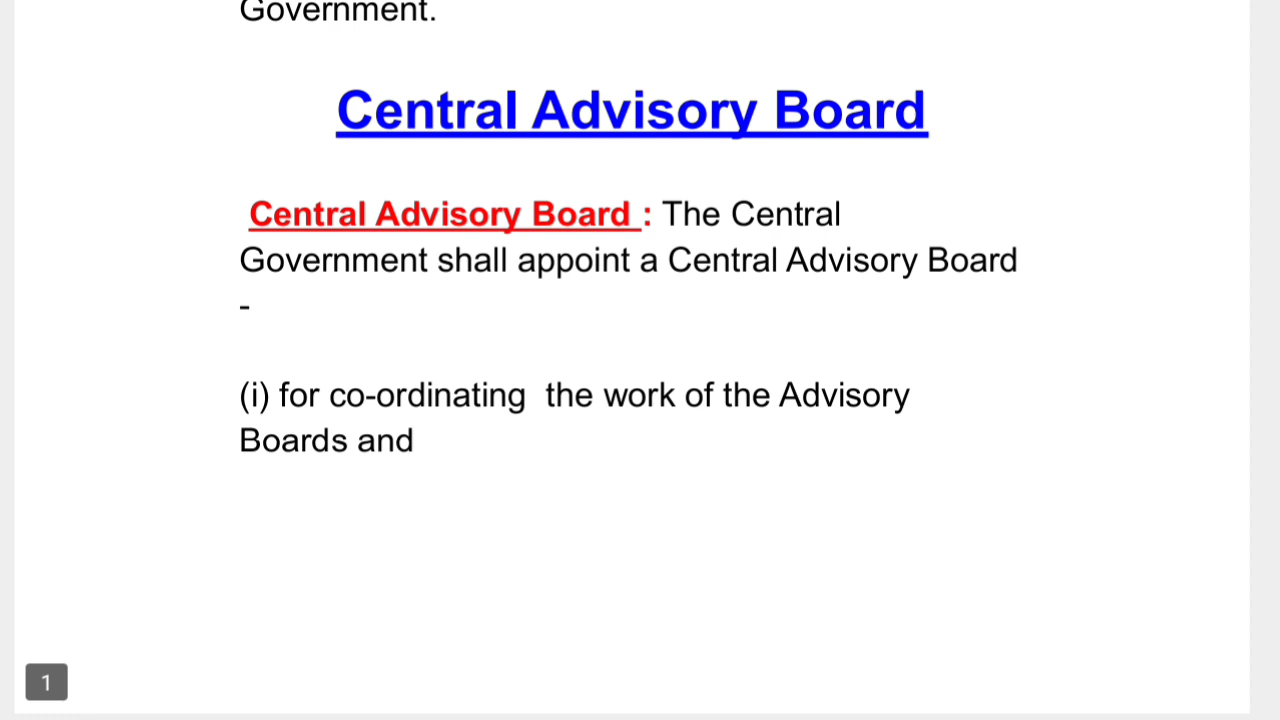 Government.
Central Advisory Board
Central Advisory Board : The Central
Government shall appoint a Central Advisory Board
-
(i) for co-ordinating  the work of the Advisory
Boards and
1